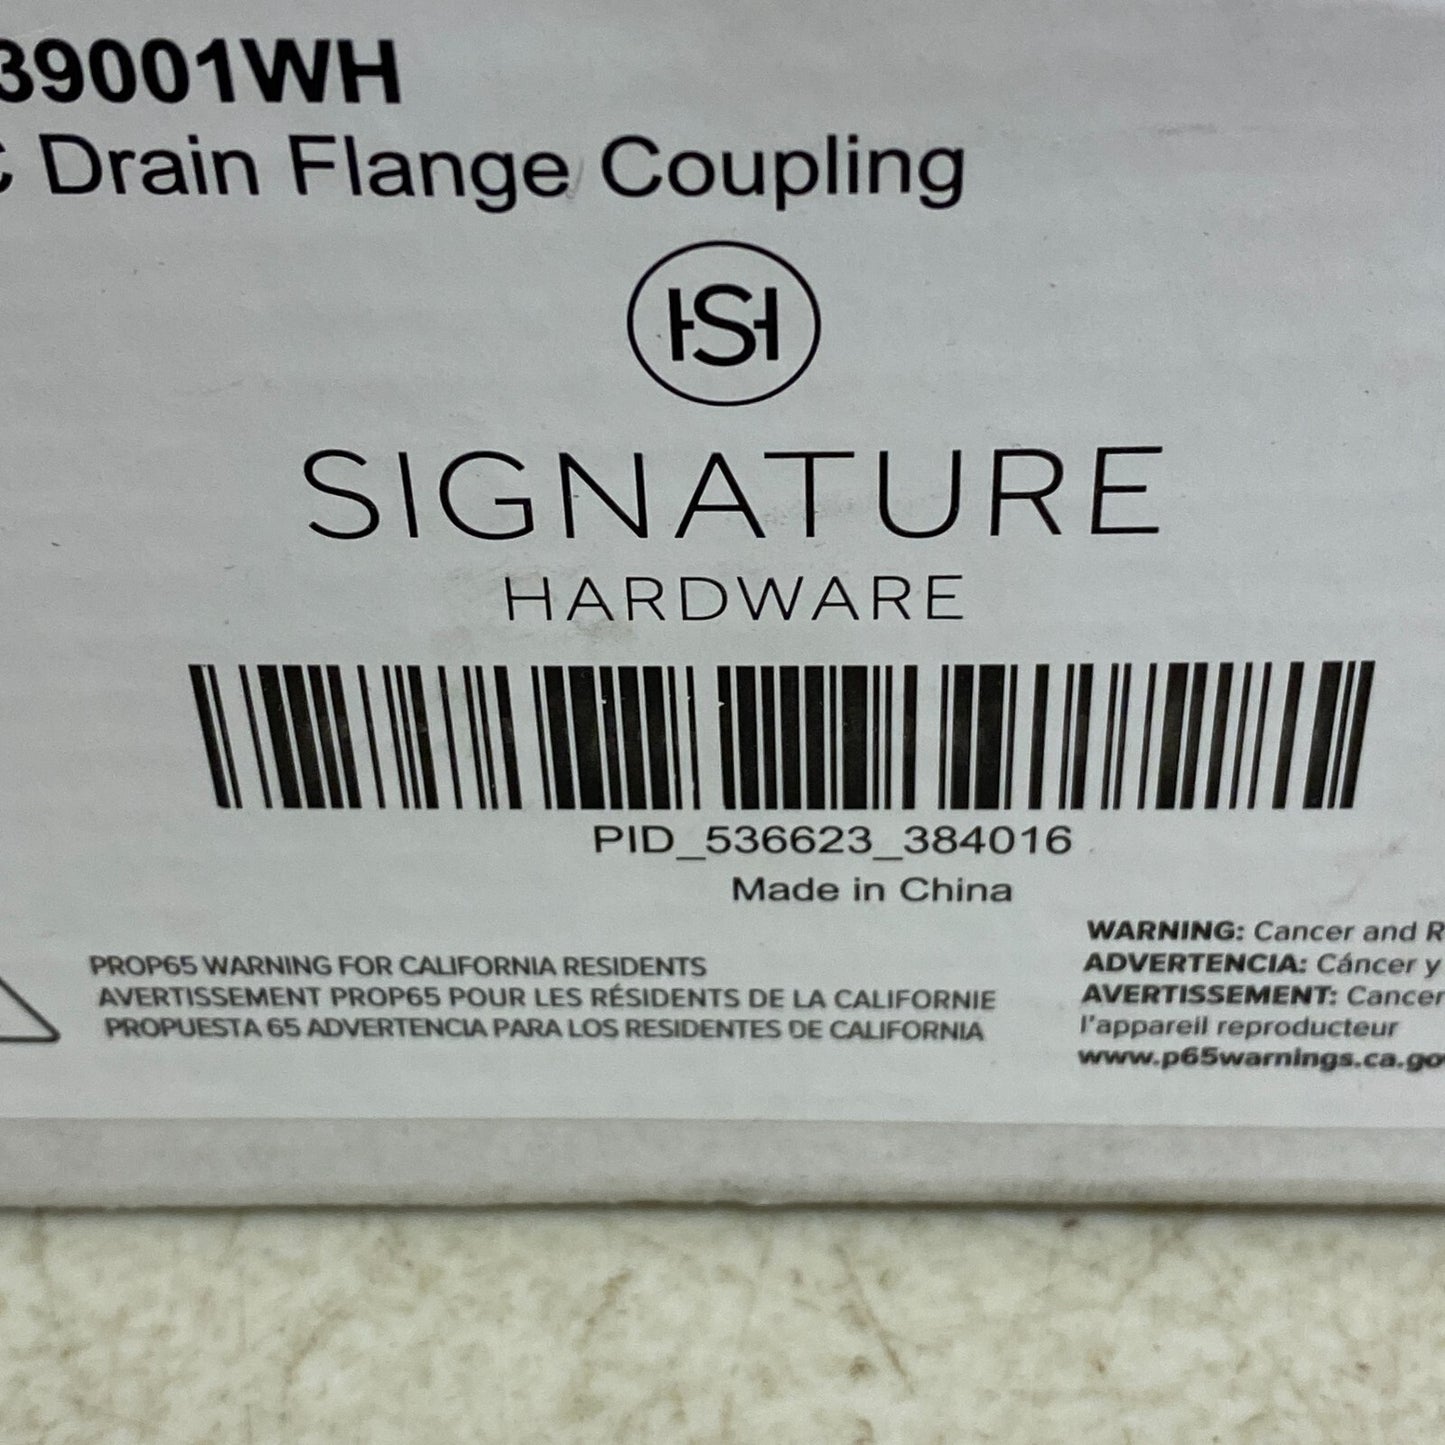 39001WH
Drain Flange Coupling
SH
SIGNATURE
HARDWARE
PID_536623_384016
Made in China
PROP65 WARNING FOR CALIFORNIA RESIDENTS
AVERTISSEMENT PROP65 POUR LES RÉSIDENTS DE LA CALIFORNIE
PROPUESTA 65 ADVERTENCIA PARA LOS RESIDENTES DE CALIFORNIA
WARNING: Cancer and R
ADVERTENCIA: Cáncer y
AVERTISSEMENT: Cancer
l'appareil reproducteur
www.p65warnings.ca.gov